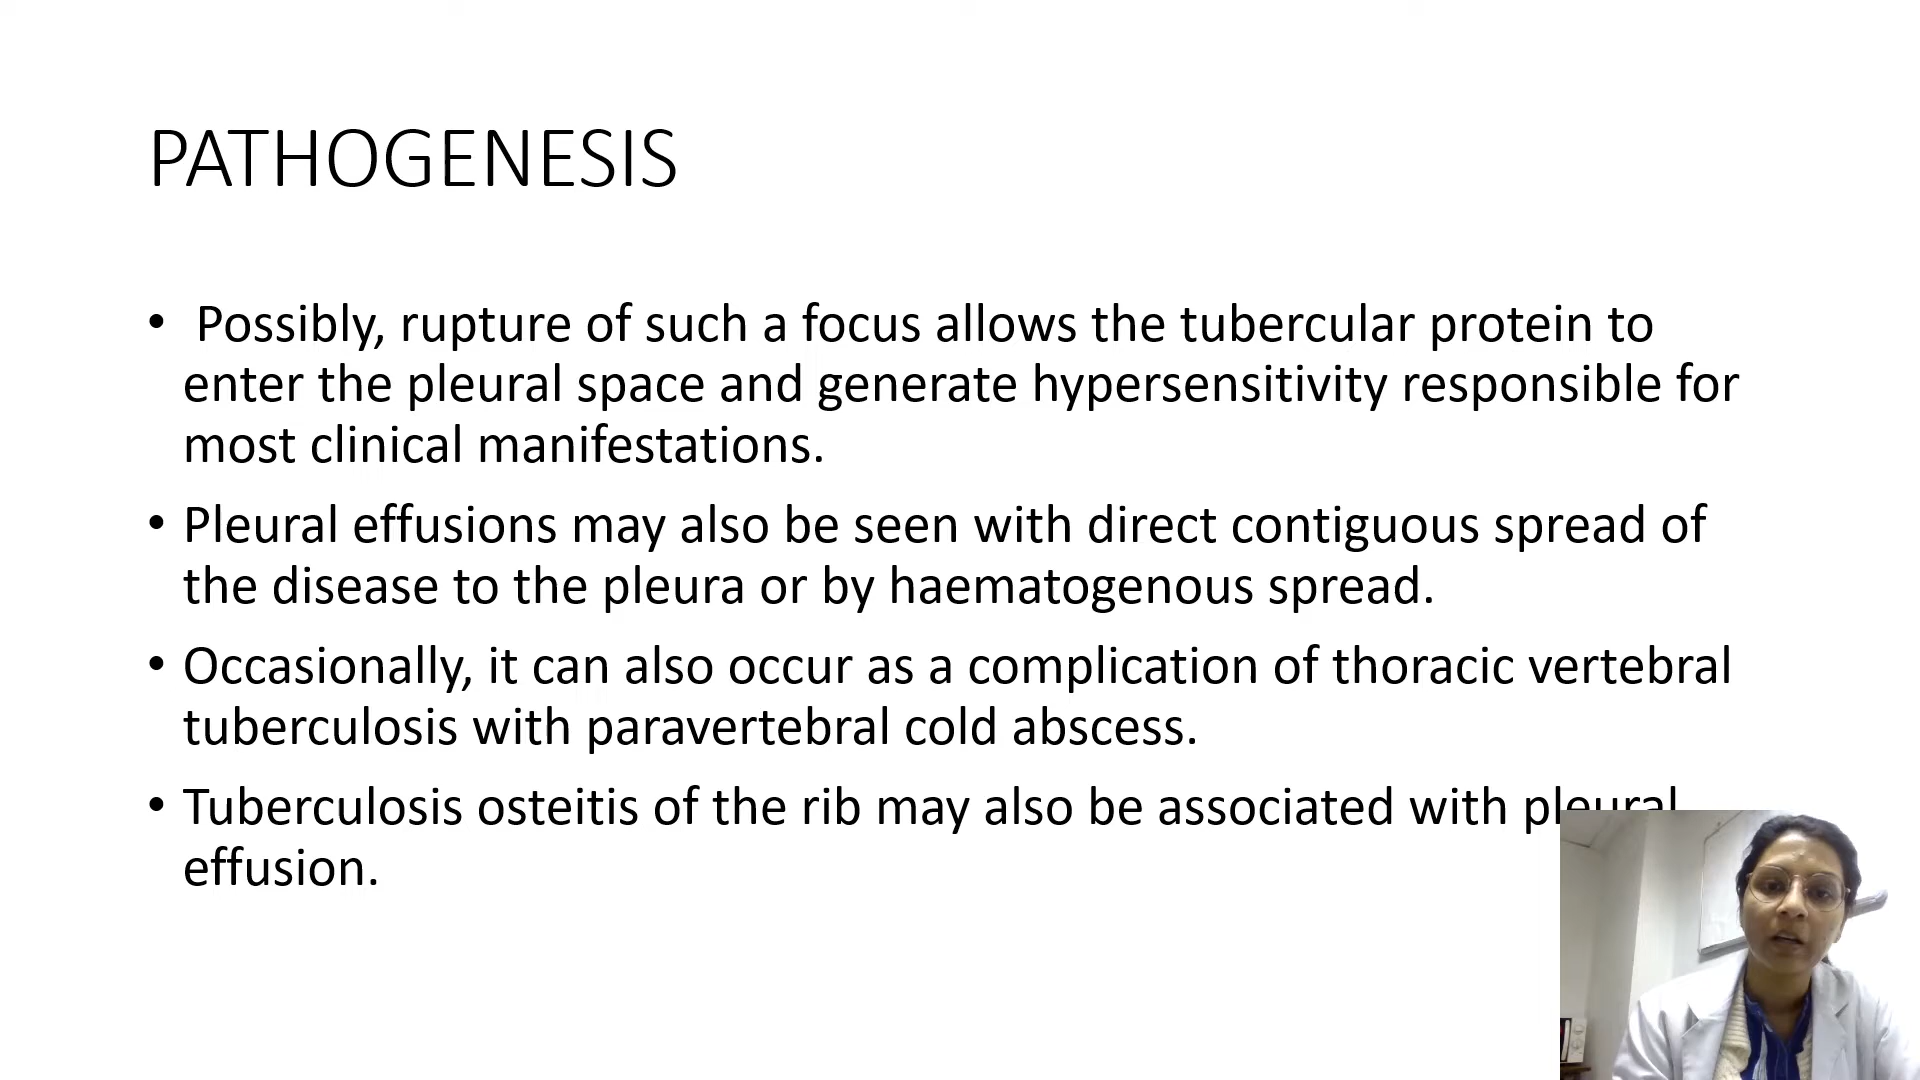 PATHOGENESIS
• Possibly, rupture of such a focus allows the tubercular protein to
enter the pleural space and generate hypersensitivity responsible for
most clinical manifestations.
• Pleural effusions may also be seen with direct contiguous spread of
the disease to the pleura or by haematogenous spread.
• Occasionally, it can also occur as a complication of thoracic vertebral
tuberculosis with paravertebral cold abscess.
• Tuberculosis osteitis of the rib may also be associated with pleural
effusion.